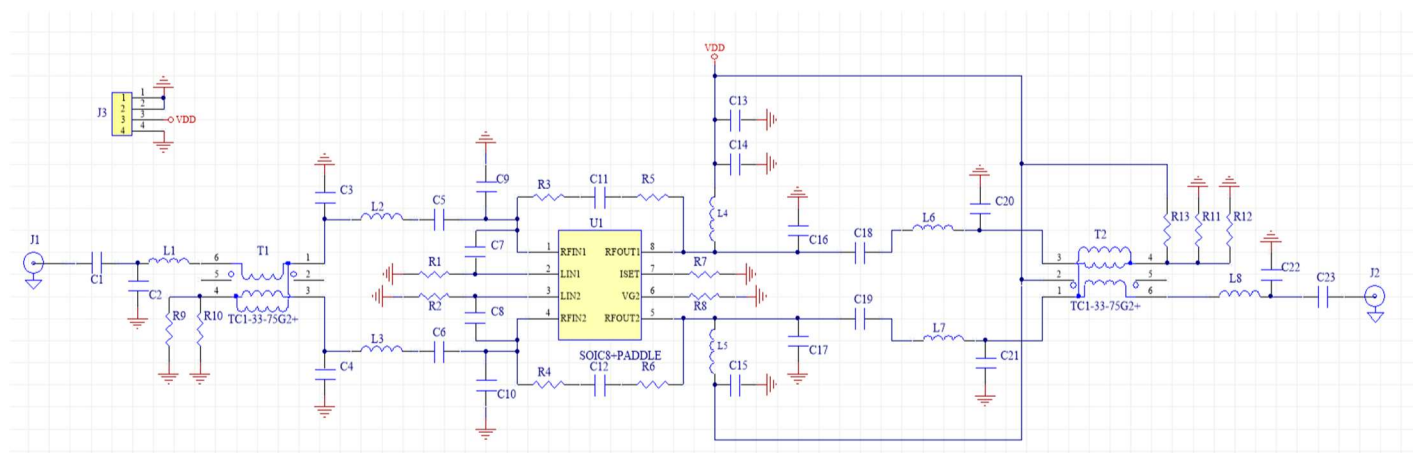 VDD
J3
1 1
2 2
3 3 VDD
4 4
C13
C14
C3
C9
R3 C11 R5
L2 C5
L4
C20
L6
R13 R11 R12
C16 C18
U1
J1
L1
T1
C7
RFIN1 RFOUT1
1 8
LIN1 ISET
2 7
LIN2 VG2
3 6
RFIN2 RFOUT2
4 5
SOIC8+PADDLE
R1
R2
R7
R8
C1
C2
6 1
5 2
4 3
TC1-33-75G2+
R9 R10
C8
C19
T2
3 4
2 5
1 6
TC1-33-75G2+
L8
C22
C23
J2
L3 C6
C4
C10
R4 C12 R6
L5
C15
C17
L7
C21